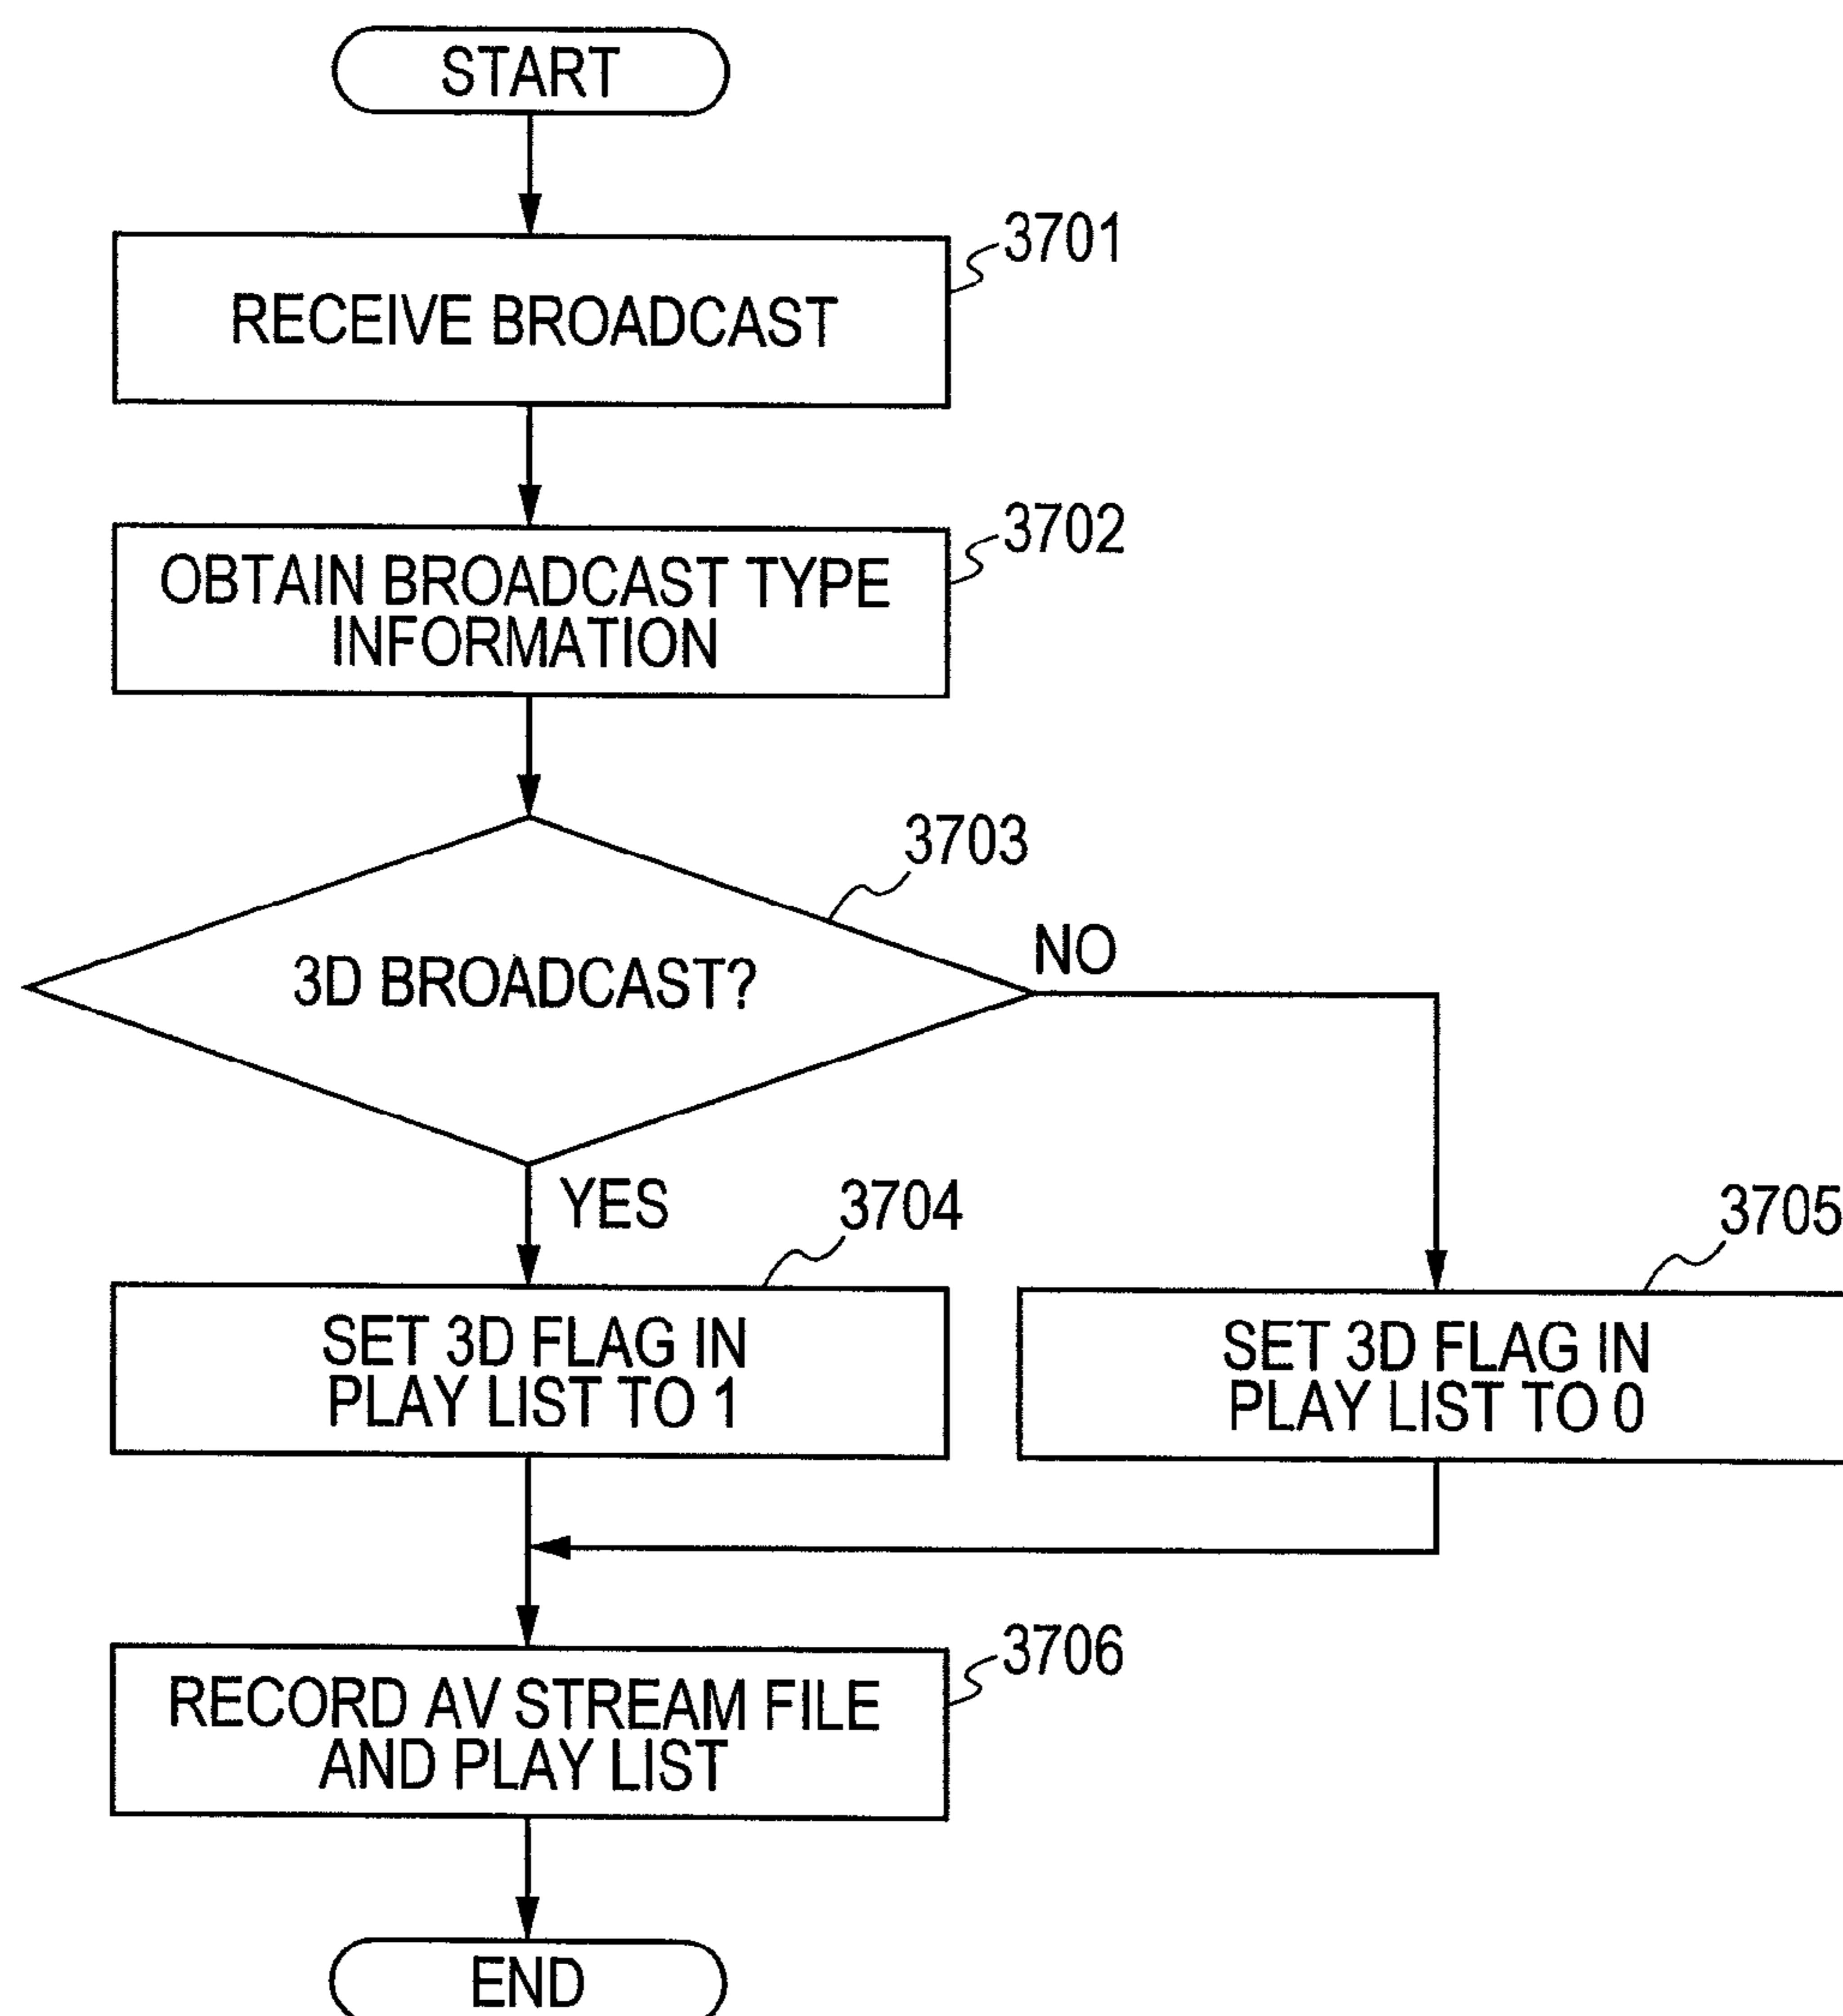 START
3701
RECEIVE BROADCAST
3702
OBTAIN BROADCAST TYPE
INFORMATION
3703
3D BROADCAST?
NO
YES
3704
3705
SET 3D FLAG IN
PLAY LIST TO 1
SET 3D FLAG IN
PLAY LIST TO 0
3706
RECORD AV STREAM FILE
AND PLAY LIST
END